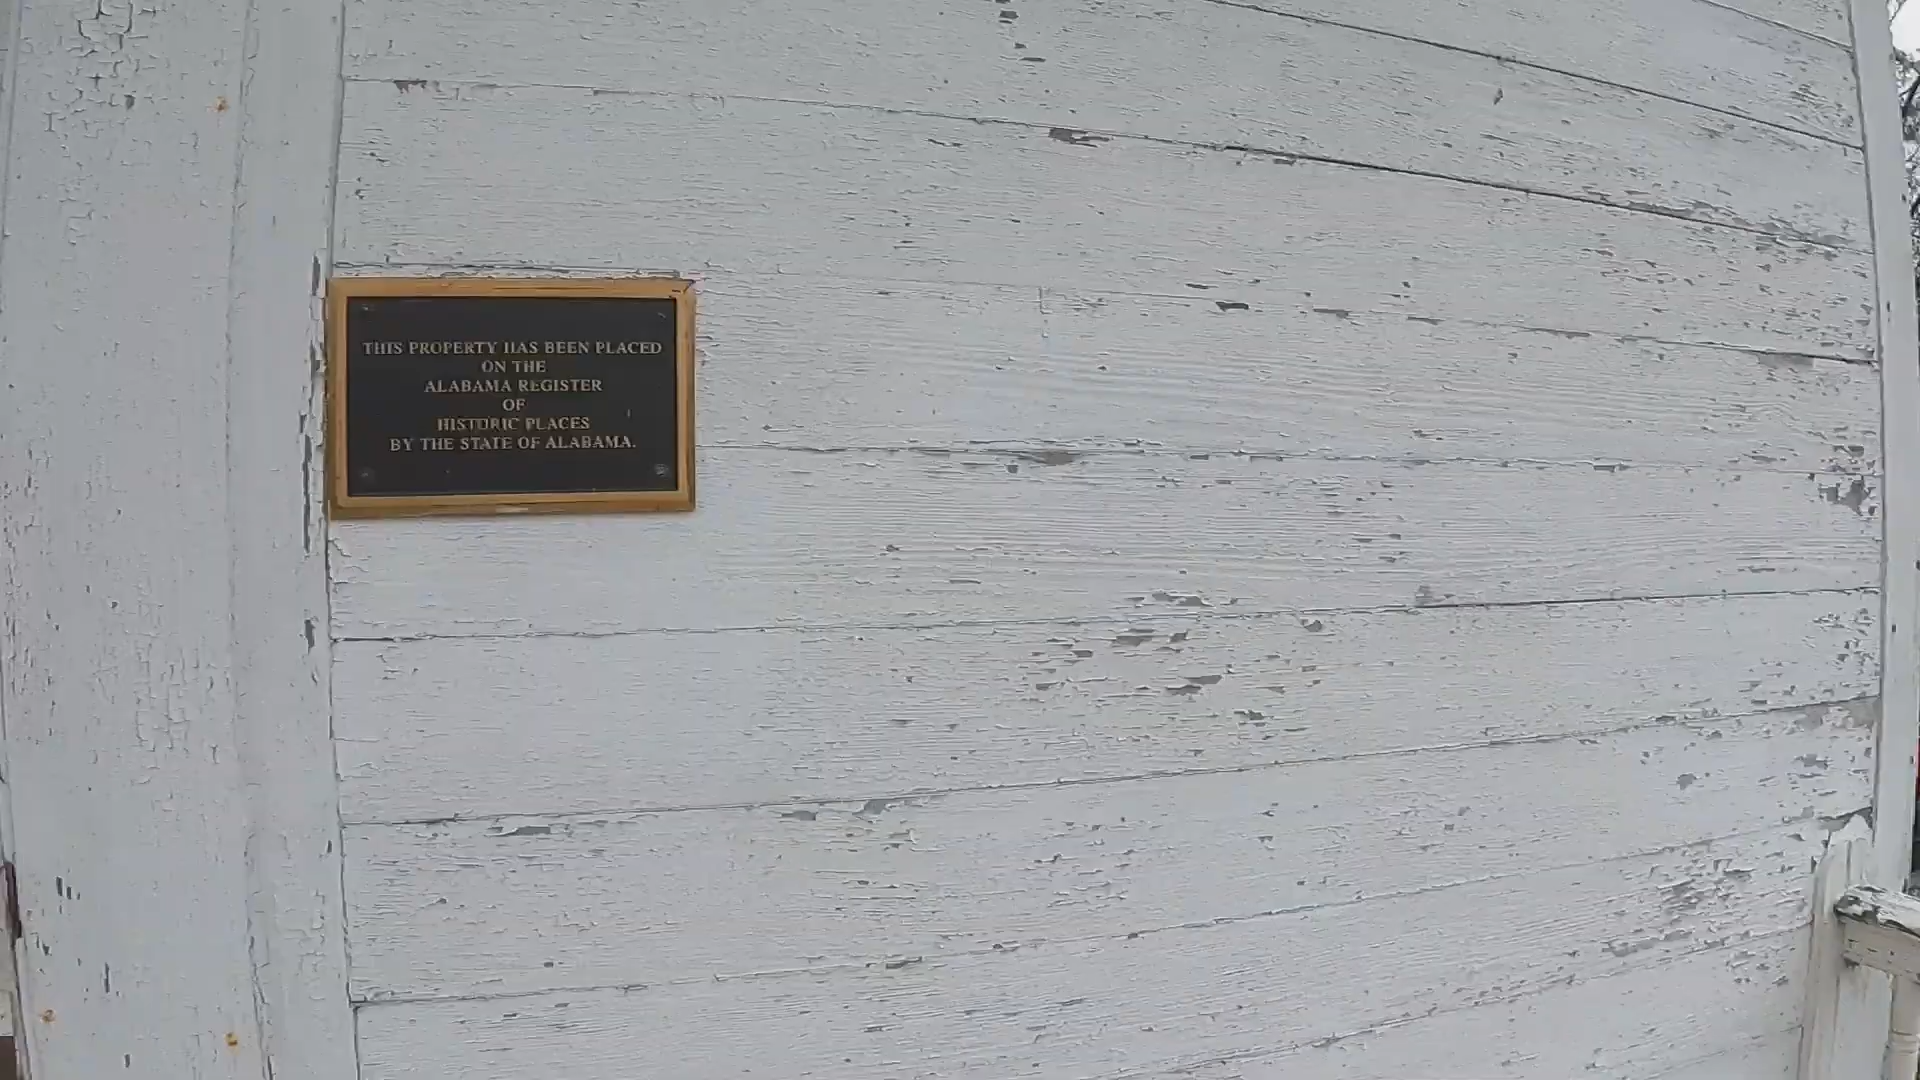 THIS PROPERTY HAS BEEN PLACED
ON THE
ALABAMA REGISTER
OF
HISTORIC PLACES
BY THE STATE OF ALABAMA.